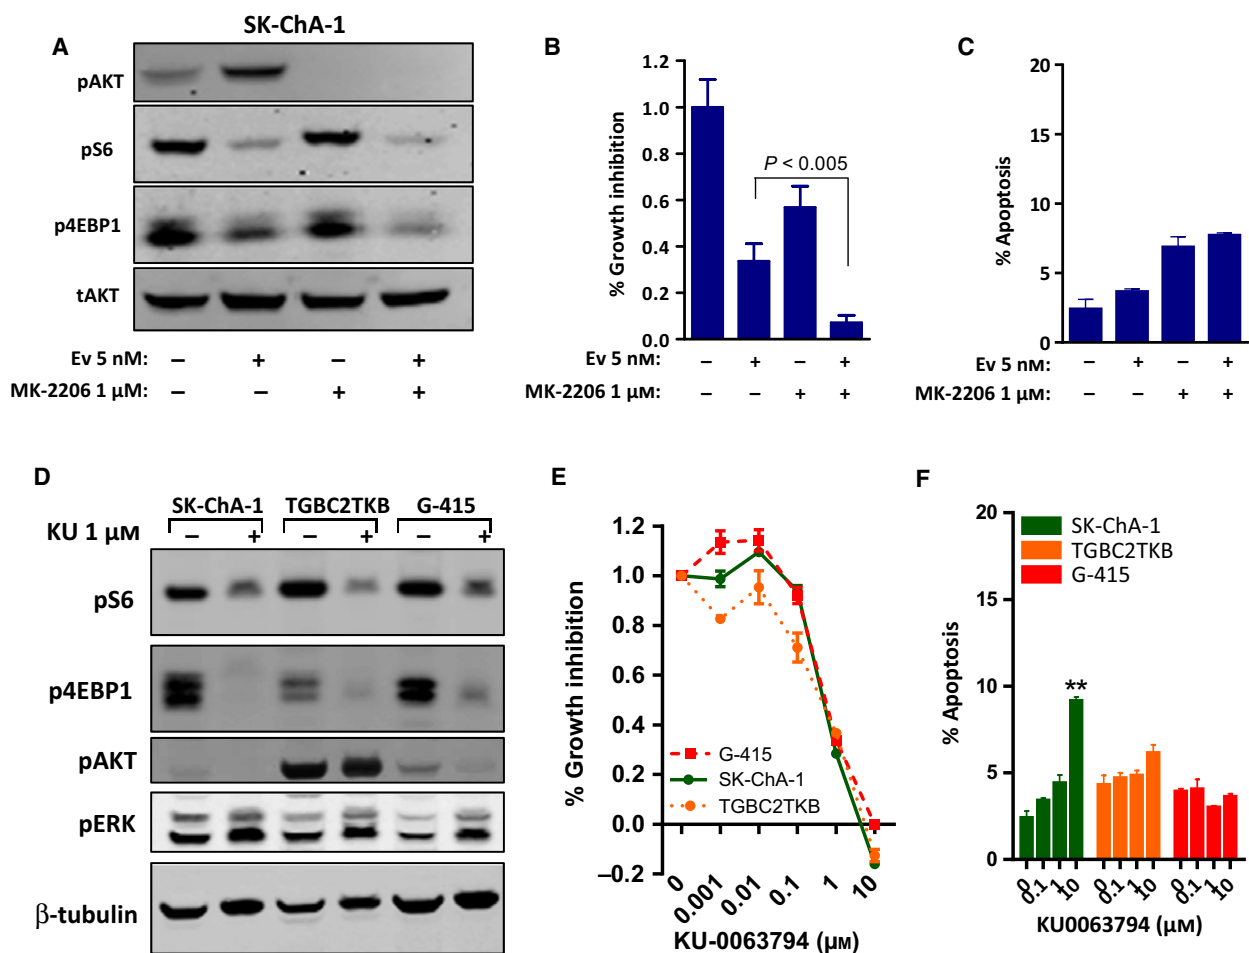 SK-ChA-1
A
pAKT
pS6
p4EBP1
tAKT
Ev 5 nM: – + – +
MK-2206 1 µM: – – + +
B
% Growth inhibition
1.2
1.0
0.8
0.6
0.4
0.2
0.0
P < 0.005
Ev 5 nM: – + – +
MK-2206 1 µM: – – + +
C
% Apoptosis
20
15
10
5
0
Ev 5 nM: – + – +
MK-2206 1 µM: – – + +
D
SK-ChA-1 TGBC2TKB G-415
KU 1 µM – + – + – +
pS6
p4EBP1
pAKT
pERK
β-tubulin
E
% Growth inhibition
1.2
1.0
0.8
0.6
0.4
0.2
0.0
–0.2
G-415
SK-ChA-1
TGBC2TKB
0 0.001 0.01 0.1 1 10
KU-0063794 (µM)
F
% Apoptosis
20
15
10
5
0
SK-ChA-1
TGBC2TKB
G-415
**
0 0.1 1 10 0 0.1 1 10 0 0.1 1 10
KU0063794 (µM)